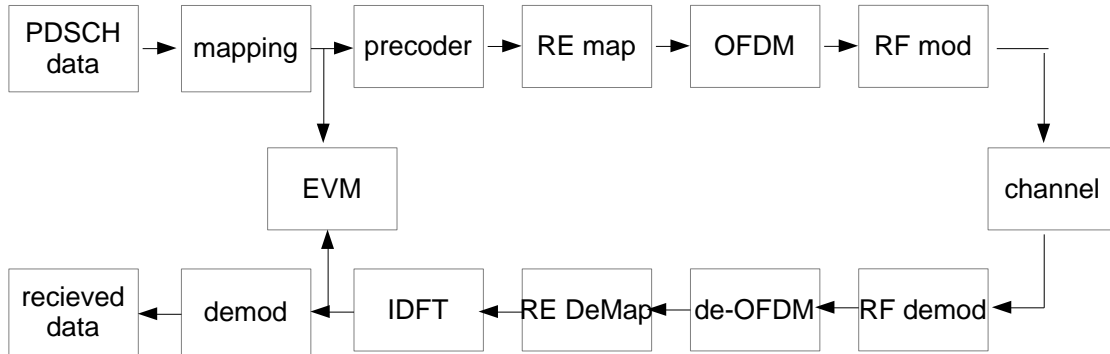 PDSCH
data
mapping
precoder
RE map
OFDM
RF mod
EVM
channel
recieved
data
demod
IDFT
RE DeMap
de-OFDM
RF demod